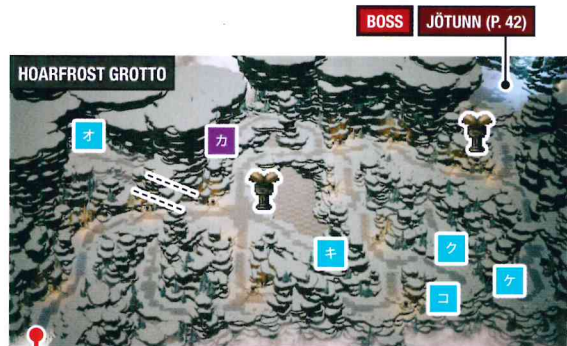 BOSS JÖTUNN (P. 42)
HOARFROST GROTTO
オ
カ
キ
ク
ケ
コ